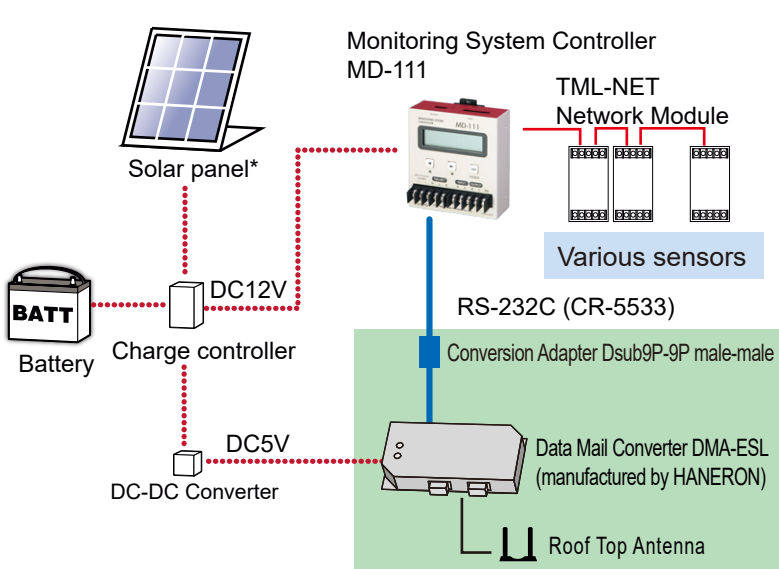 Monitoring System Controller
MD-111
TML-NET
Network Module
Solar panel*
MD-111
Various sensors
DC12V
BATT
Battery
Charge controller
RS-232C (CR-5533)
Conversion Adapter Dsub9P-9P male-male
DC5V
DC-DC Converter
Data Mail Converter DMA-ESL
(manufactured by HANERON)
Roof Top Antenna